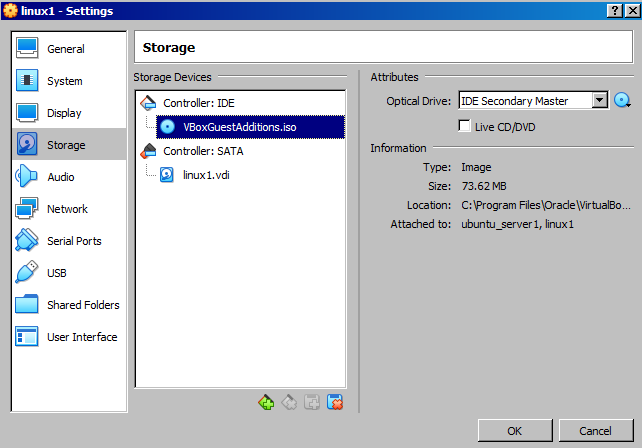 linux1 - Settings
General
System
Display
Storage
Audio
Network
Serial Ports
USB
Shared Folders
User Interface
Storage
Storage Devices
Controller: IDE
VBoxGuestAdditions.iso
Controller: SATA
linux1.vdi
Attributes
Optical Drive: IDE Secondary Master
Live CD/DVD
Information
Type: Image
Size: 73.62 MB
Location: C:\Program Files\Oracle\VirtualBo...
Attached to: ubuntu_server1, linux1
OK Cancel